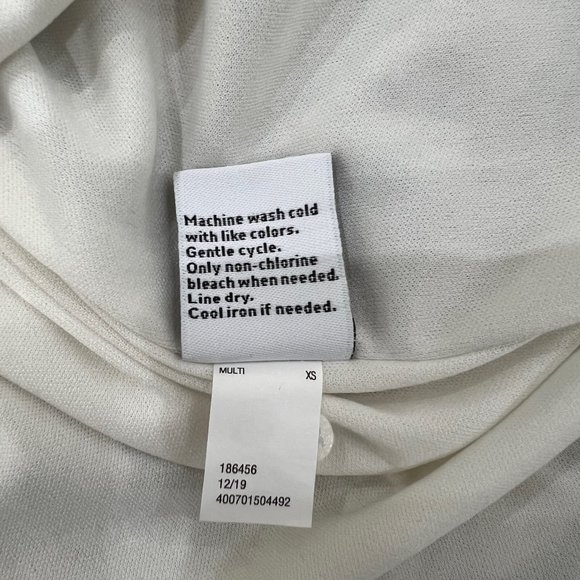 Machine wash cold
with like colors.
Gentle cycle.
Only non-chlorine
bleach when needed.
Line dry.
Cool iron if needed.
MULTI XS
186456
12/19
400701504492